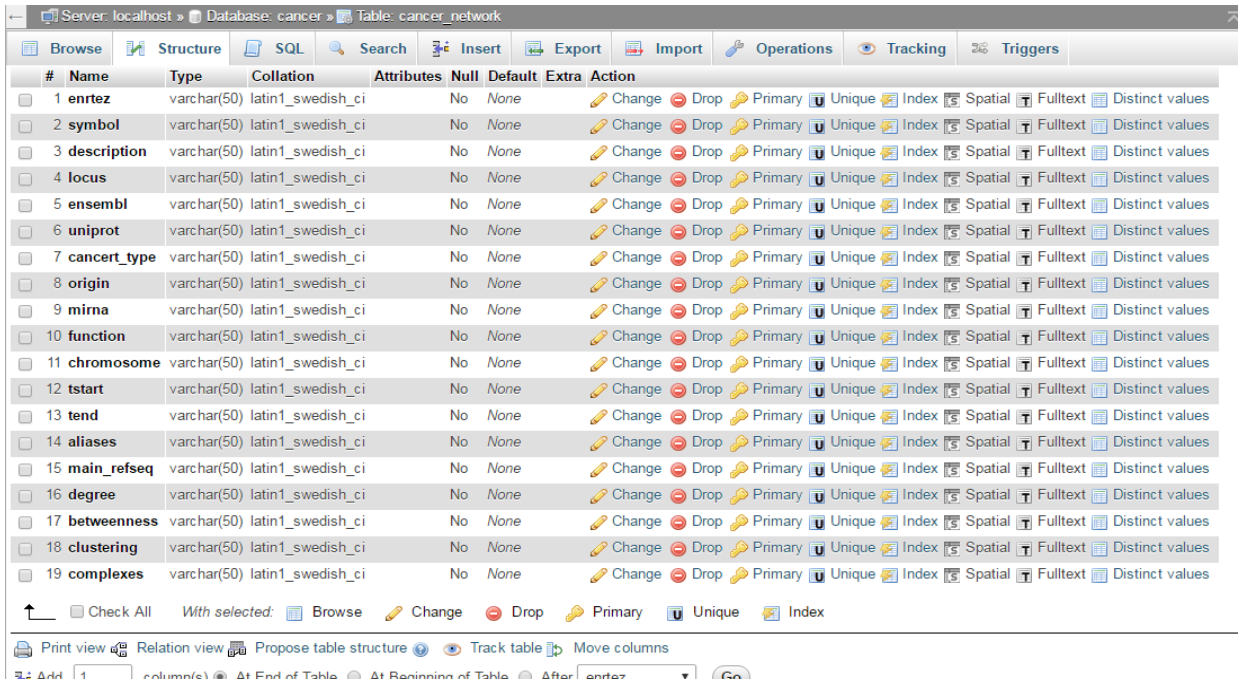 ← Server: localhost » Database: cancer » Table: cancer_network
Browse Structure SQL Search Insert Export Import Operations Tracking Triggers
# Name Type Collation Attributes Null Default Extra Action
1 enrtez varchar(50) latin1_swedish_ci No None Change Drop Primary Unique Index Spatial Fulltext Distinct values
2 symbol varchar(50) latin1_swedish_ci No None Change Drop Primary Unique Index Spatial Fulltext Distinct values
3 description varchar(50) latin1_swedish_ci No None Change Drop Primary Unique Index Spatial Fulltext Distinct values
4 locus varchar(50) latin1_swedish_ci No None Change Drop Primary Unique Index Spatial Fulltext Distinct values
5 ensembl varchar(50) latin1_swedish_ci No None Change Drop Primary Unique Index Spatial Fulltext Distinct values
6 uniprot varchar(50) latin1_swedish_ci No None Change Drop Primary Unique Index Spatial Fulltext Distinct values
7 cancert_type varchar(50) latin1_swedish_ci No None Change Drop Primary Unique Index Spatial Fulltext Distinct values
8 origin varchar(50) latin1_swedish_ci No None Change Drop Primary Unique Index Spatial Fulltext Distinct values
9 mirna varchar(50) latin1_swedish_ci No None Change Drop Primary Unique Index Spatial Fulltext Distinct values
10 function varchar(50) latin1_swedish_ci No None Change Drop Primary Unique Index Spatial Fulltext Distinct values
11 chromosome varchar(50) latin1_swedish_ci No None Change Drop Primary Unique Index Spatial Fulltext Distinct values
12 tstart varchar(50) latin1_swedish_ci No None Change Drop Primary Unique Index Spatial Fulltext Distinct values
13 tend varchar(50) latin1_swedish_ci No None Change Drop Primary Unique Index Spatial Fulltext Distinct values
14 aliases varchar(50) latin1_swedish_ci No None Change Drop Primary Unique Index Spatial Fulltext Distinct values
15 main_refseq varchar(50) latin1_swedish_ci No None Change Drop Primary Unique Index Spatial Fulltext Distinct values
16 degree varchar(50) latin1_swedish_ci No None Change Drop Primary Unique Index Spatial Fulltext Distinct values
17 betweenness varchar(50) latin1_swedish_ci No None Change Drop Primary Unique Index Spatial Fulltext Distinct values
18 clustering varchar(50) latin1_swedish_ci No None Change Drop Primary Unique Index Spatial Fulltext Distinct values
19 complexes varchar(50) latin1_swedish_ci No None Change Drop Primary Unique Index Spatial Fulltext Distinct values
Check All With selected: Browse Change Drop Primary Unique Index
Print view Relation view Propose table structure Track table Move columns
Add 1 column(s) At End of Table At Beginning of Table After enrtez Go